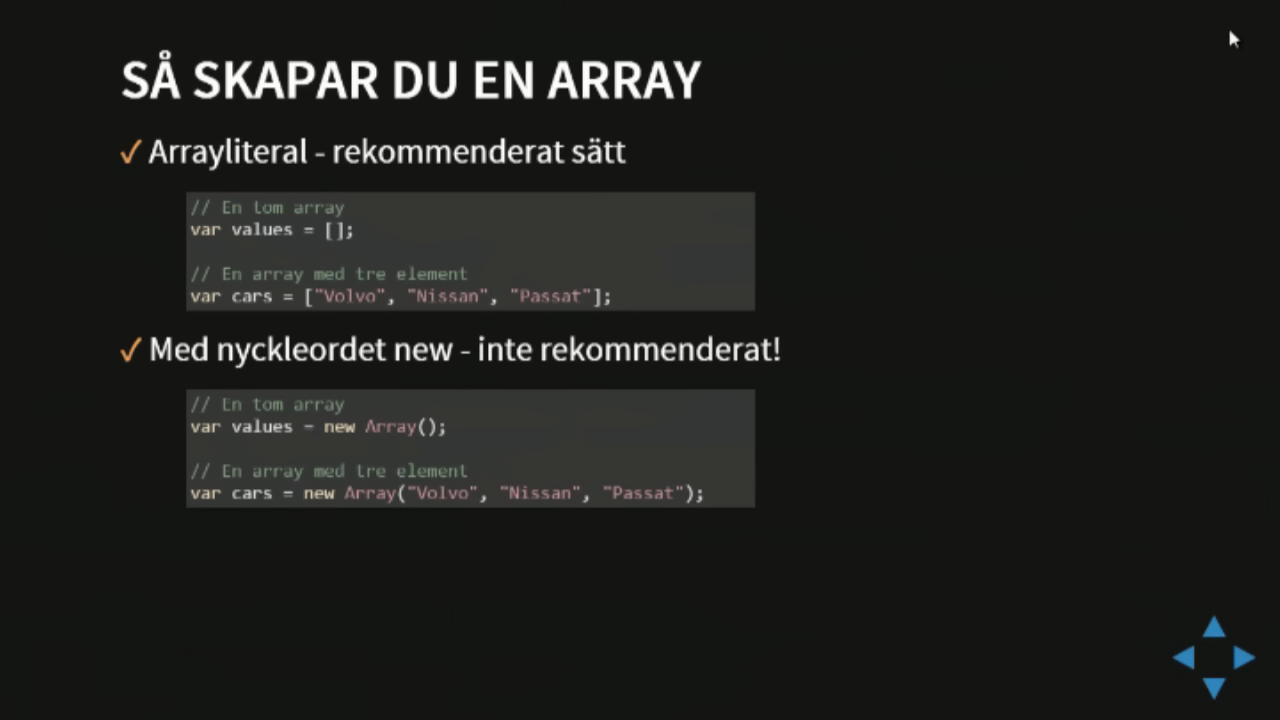 SÅ SKAPAR DU EN ARRAY
✓ Arrayliteral - rekommenderat sätt
// En tom array
var values = [];
// En array med tre element
var cars = ["Volvo", "Nissan", "Passat"];
✓ Med nyckleordet new - inte rekommenderat!
// En tom array
var values = new Array();
// En array med tre element
var cars = new Array("Volvo", "Nissan", "Passat");